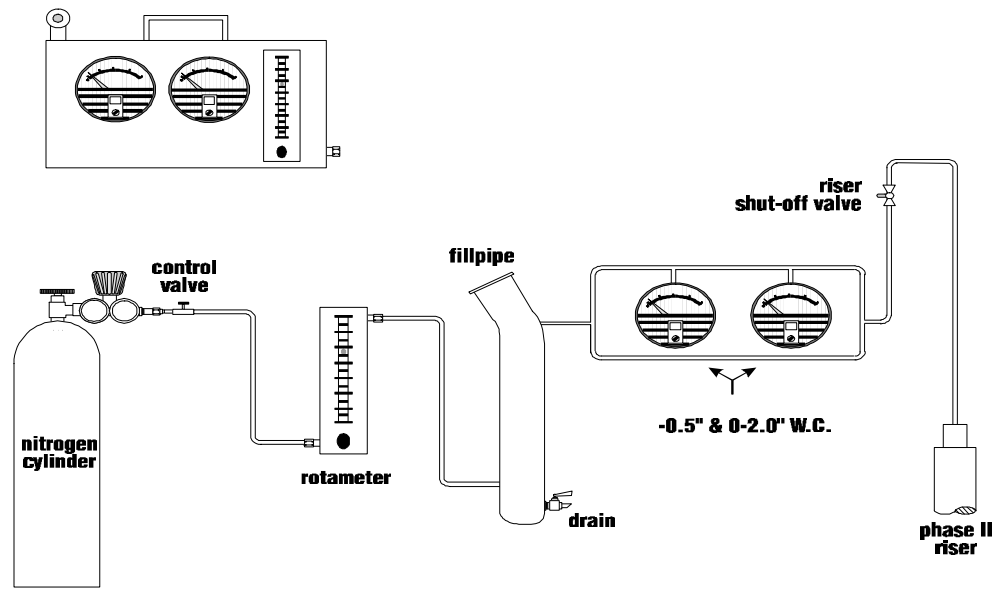 riser
shut-off valve
fillpipe
control
valve
nitrogen
cylinder
-0.5" & 0-2.0" W.C.
rotameter
drain
phase II
riser